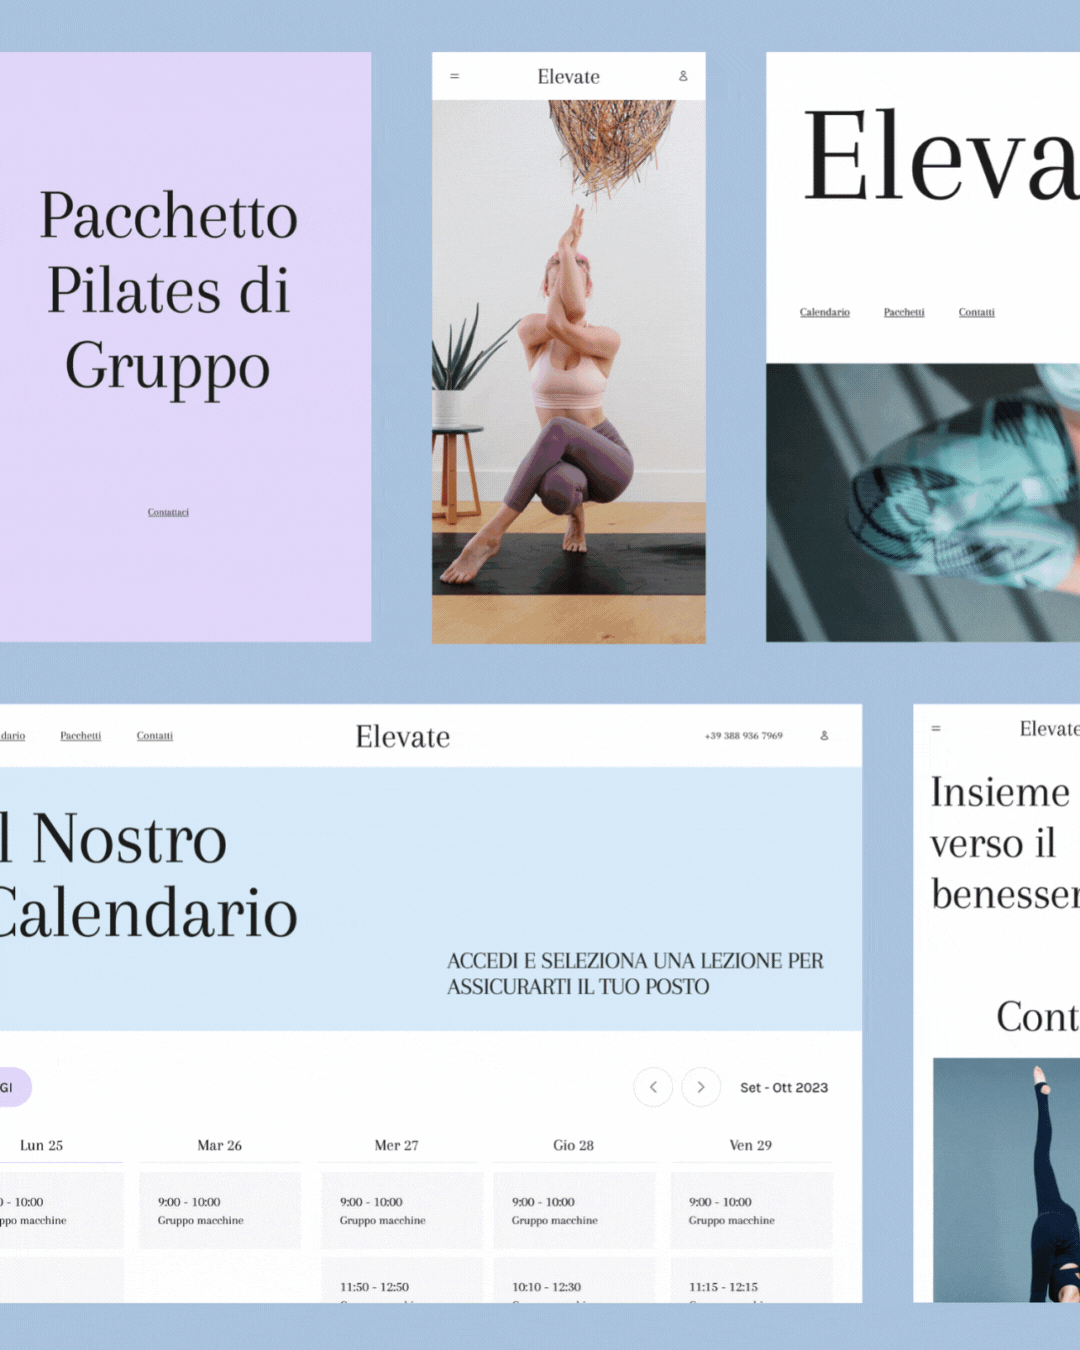 Pacchetto
Pilates di
Gruppo
Contattaci
Elevate
Eleva
Calendario Pacchetti Contatti
dario Pacchetti Contatti Elevate +39 388 936 7969
l Nostro
Calendario
ACCEDI E SELEZIONA UNA LEZIONE PER
ASSICURARTI IL TUO POSTO
GI
Set - Ott 2023
Lun 25 Mar 26 Mer 27 Gio 28 Ven 29
0 - 10:00 9:00 - 10:00 9:00 - 10:00 9:00 - 10:00 9:00 - 10:00
ppo macchine Gruppo macchine Gruppo macchine Gruppo macchine Gruppo macchine
11:50 - 12:50 10:10 - 12:30 11:15 - 12:15
Elevate
Insieme
verso il
benesser
Cont